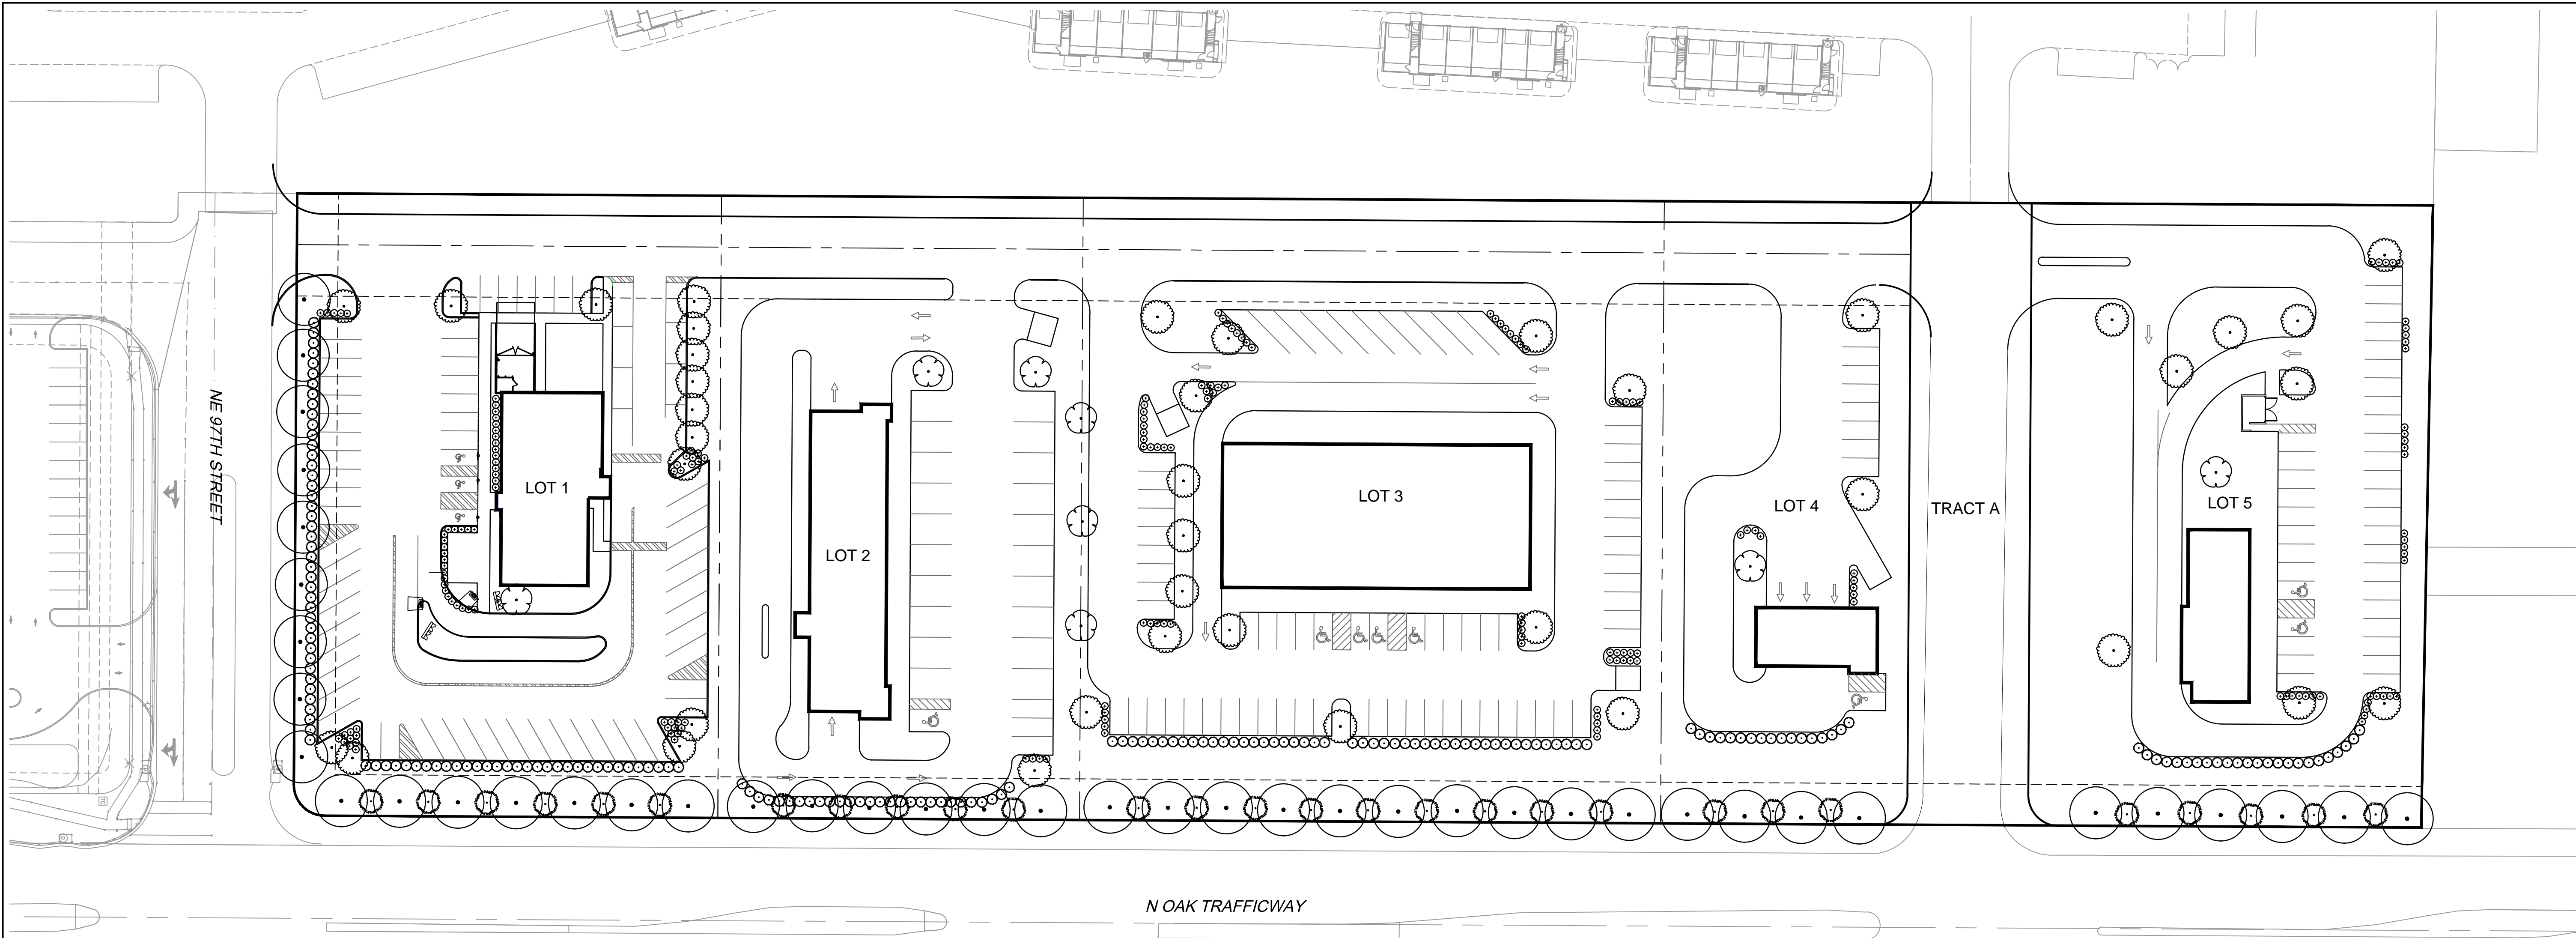 NE 97TH STREET
LOT 1
LOT 2
LOT 3
LOT 4
TRACT A
LOT 5
N OAK TRAFFICWAY